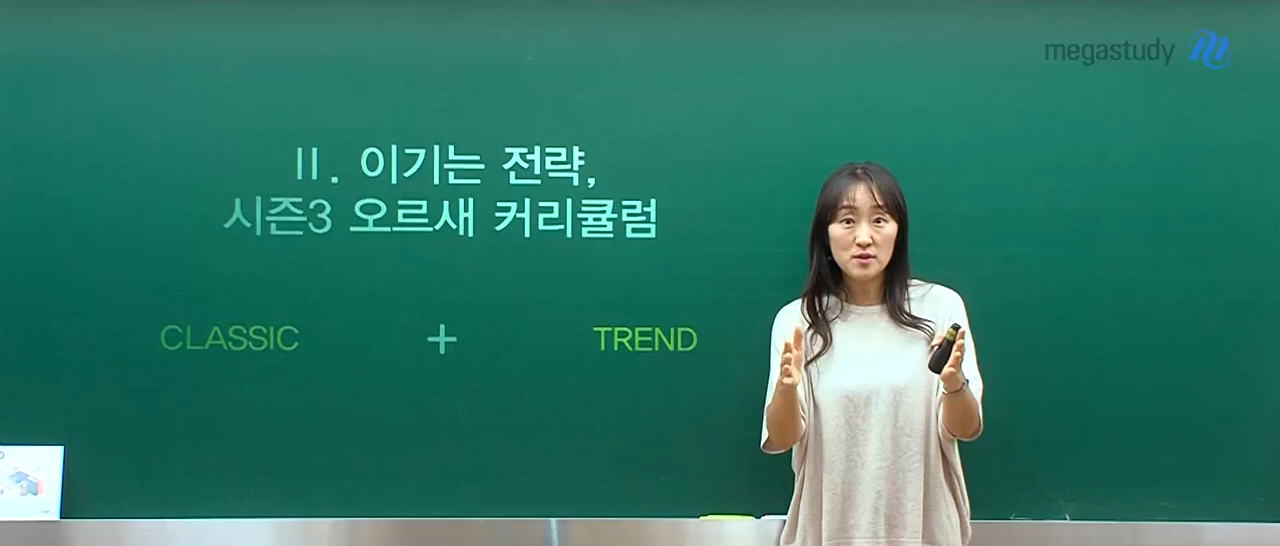 megastudy
II. 이기는 전략,
시즌3 오르새 커리큘럼
CLASSIC + TREND